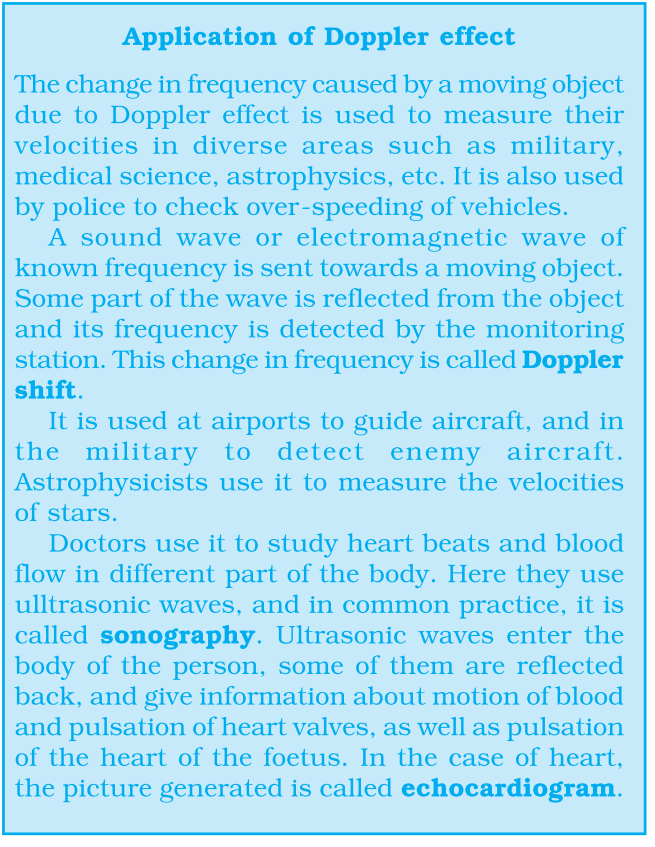 Application of Doppler effect
The change in frequency caused by a moving object
due to Doppler effect is used to measure their
velocities in diverse areas such as military,
medical science, astrophysics, etc. It is also used
by police to check over-speeding of vehicles.
A sound wave or electromagnetic wave of
known frequency is sent towards a moving object.
Some part of the wave is reflected from the object
and its frequency is detected by the monitoring
station. This change in frequency is called Doppler
shift.
It is used at airports to guide aircraft, and in
the military to detect enemy aircraft.
Astrophysicists use it to measure the velocities
of stars.
Doctors use it to study heart beats and blood
flow in different part of the body. Here they use
ulltrasonic waves, and in common practice, it is
called sonography. Ultrasonic waves enter the
body of the person, some of them are reflected
back, and give information about motion of blood
and pulsation of heart valves, as well as pulsation
of the heart of the foetus. In the case of heart,
the picture generated is called echocardiogram.